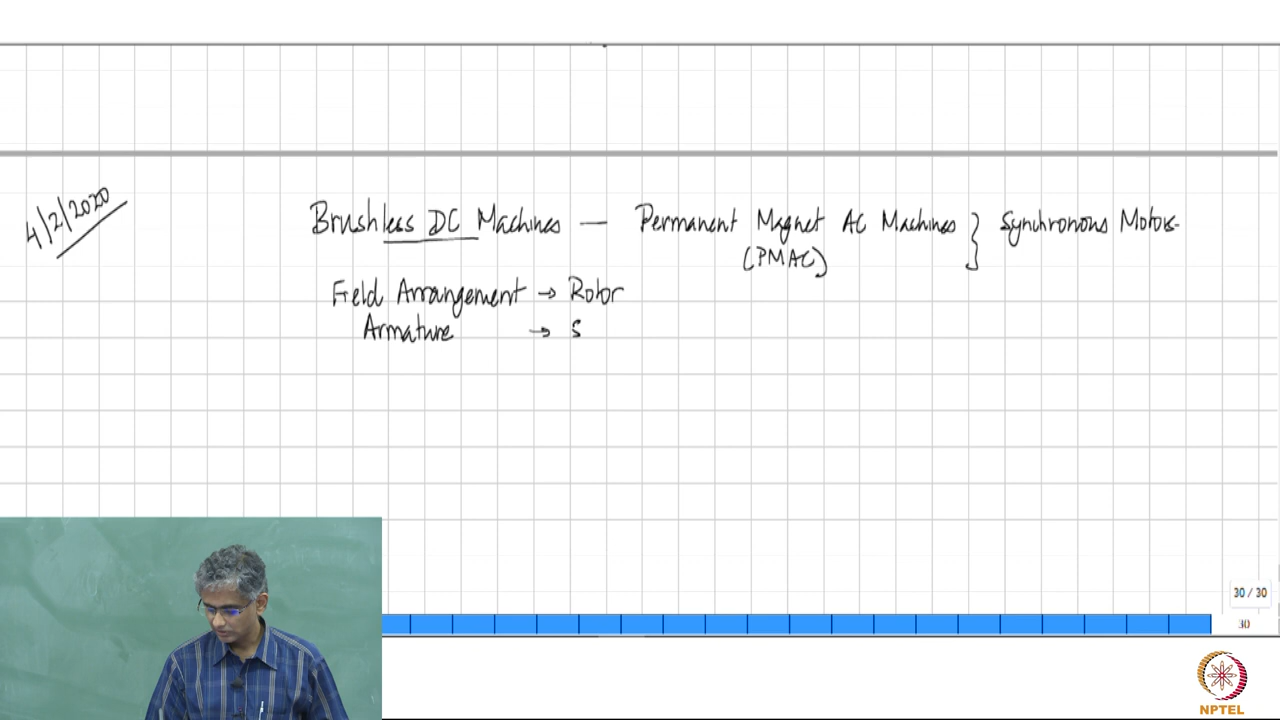 4/2/2020
Brushless DC Machines — Permanent Magnet AC Machines } Synchronous Motors.
(PMAC)
Field Arrangement → Rotor
Armature → S
30 / 30
30
NPTEL